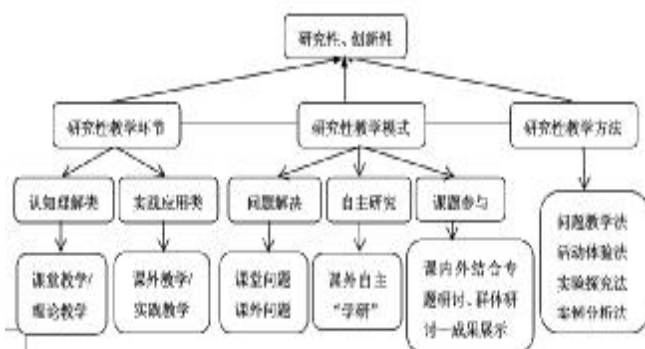 研究性、创新性
研究性教学环节
研究性教学模式
研究性教学方法
认知理解类
实践应用类
问题解决
自主研究
课题参与
课堂教学/
理论教学
课外教学/
实践教学
课堂问题
课外问题
课外自主
“学研”
课内外结合专
题研讨、群体研
讨—成果展示
问题教学法
活动体验法
实验探究法
案例分析法